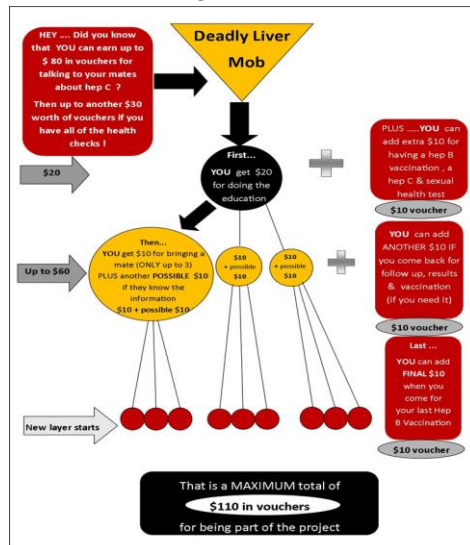 HEY .... Did you know
that YOU can earn up to
$ 80 in vouchers for
talking to your mates
about hep C ?
Then up to another $30
worth of vouchers if you
have all of the health
checks !
Deadly Liver
Mob
$20
First...
YOU get $20
for doing the
education
PLUS .....YOU can
add extra $10 for
having a hep B
vaccination , a
hep C & sexual
health test
$10 voucher
Up to $60
Then...
YOU get $10 for bringing a
mate (ONLY up to 3)
PLUS another POSSIBLE $10
if they know the
information
$10 + possible $10
$10
+ possible
$10
$10
+ possible
$10
YOU can add
ANOTHER $10 IF
you come back for
follow up, results
& vaccination
(if you need it)
$10 voucher
Last ...
YOU can add
FINAL $10
when you
come for
your last Hep
B Vaccination
$10 voucher
New layer starts
That is a MAXIMUM total of
$110 in vouchers
for being part of the project